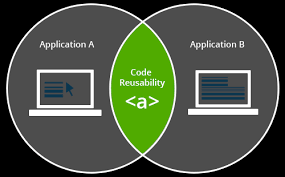 Application A
Application B
Code
Reusability
<a>